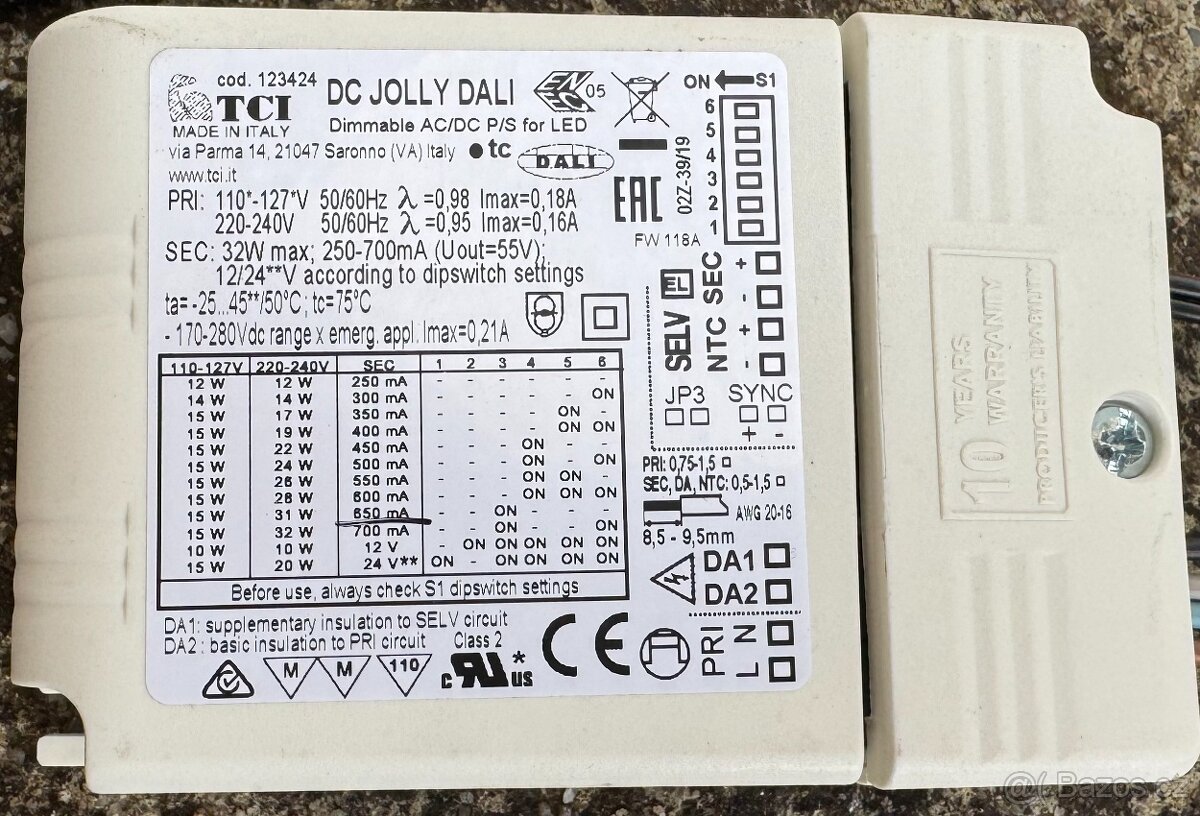 cod. 123424
TCI
MADE IN ITALY
DC JOLLY DALI
Dimmable AC/DC P/S for LED
ENEC 05
via Parma 14, 21047 Saronno (VA) Italy
tc
DALI
www.tci.it
PRI: 110*-127*V 50/60Hz λ=0,98 Imax=0,18A
220-240V 50/60Hz λ=0,95 Imax=0,16A
SEC: 32W max; 250-700mA (Uout=55V);
12/24**V according to dipswitch settings
ta= -25...45**/50°C; tc=75°C
- 170-280Vdc range x emerg. appl. Imax=0,21A
EAC
02Z-39/19
FW 118A
110-127V 220-240V SEC 1 2 3 4 5 6
12 W 12 W 250 mA - - - - - -
14 W 14 W 300 mA - - - - - ON
15 W 17 W 350 mA - - - - ON -
15 W 19 W 400 mA - - - - ON ON
15 W 22 W 450 mA - - - ON - -
15 W 24 W 500 mA - - - ON - ON
15 W 26 W 550 mA - - - ON ON -
15 W 28 W 600 mA - - - ON ON ON
15 W 31 W 650 mA - - ON - - -
15 W 32 W 700 mA - - ON - - ON
10 W 10 W 12 V - ON ON ON ON ON
15 W 20 W 24 V** ON - ON ON ON ON
Before use, always check S1 dipswitch settings
DA1: supplementary insulation to SELV circuit
DA2: basic insulation to PRI circuit
Class 2
M
M
110
c RU us *
CE
ON S1
6
5
4
3
2
1
SELV
EL
NTC SEC
+
-
+
-
JP3 SYNC
+ -
PRI: 0,75-1,5
SEC, DA, NTC: 0,5-1,5
AWG 20-16
8,5 - 9,5mm
DA1
DA2
PRI
L N
10 YEARS
WARRANTY
PRODUCERS LIABILITY
Bazos.cz